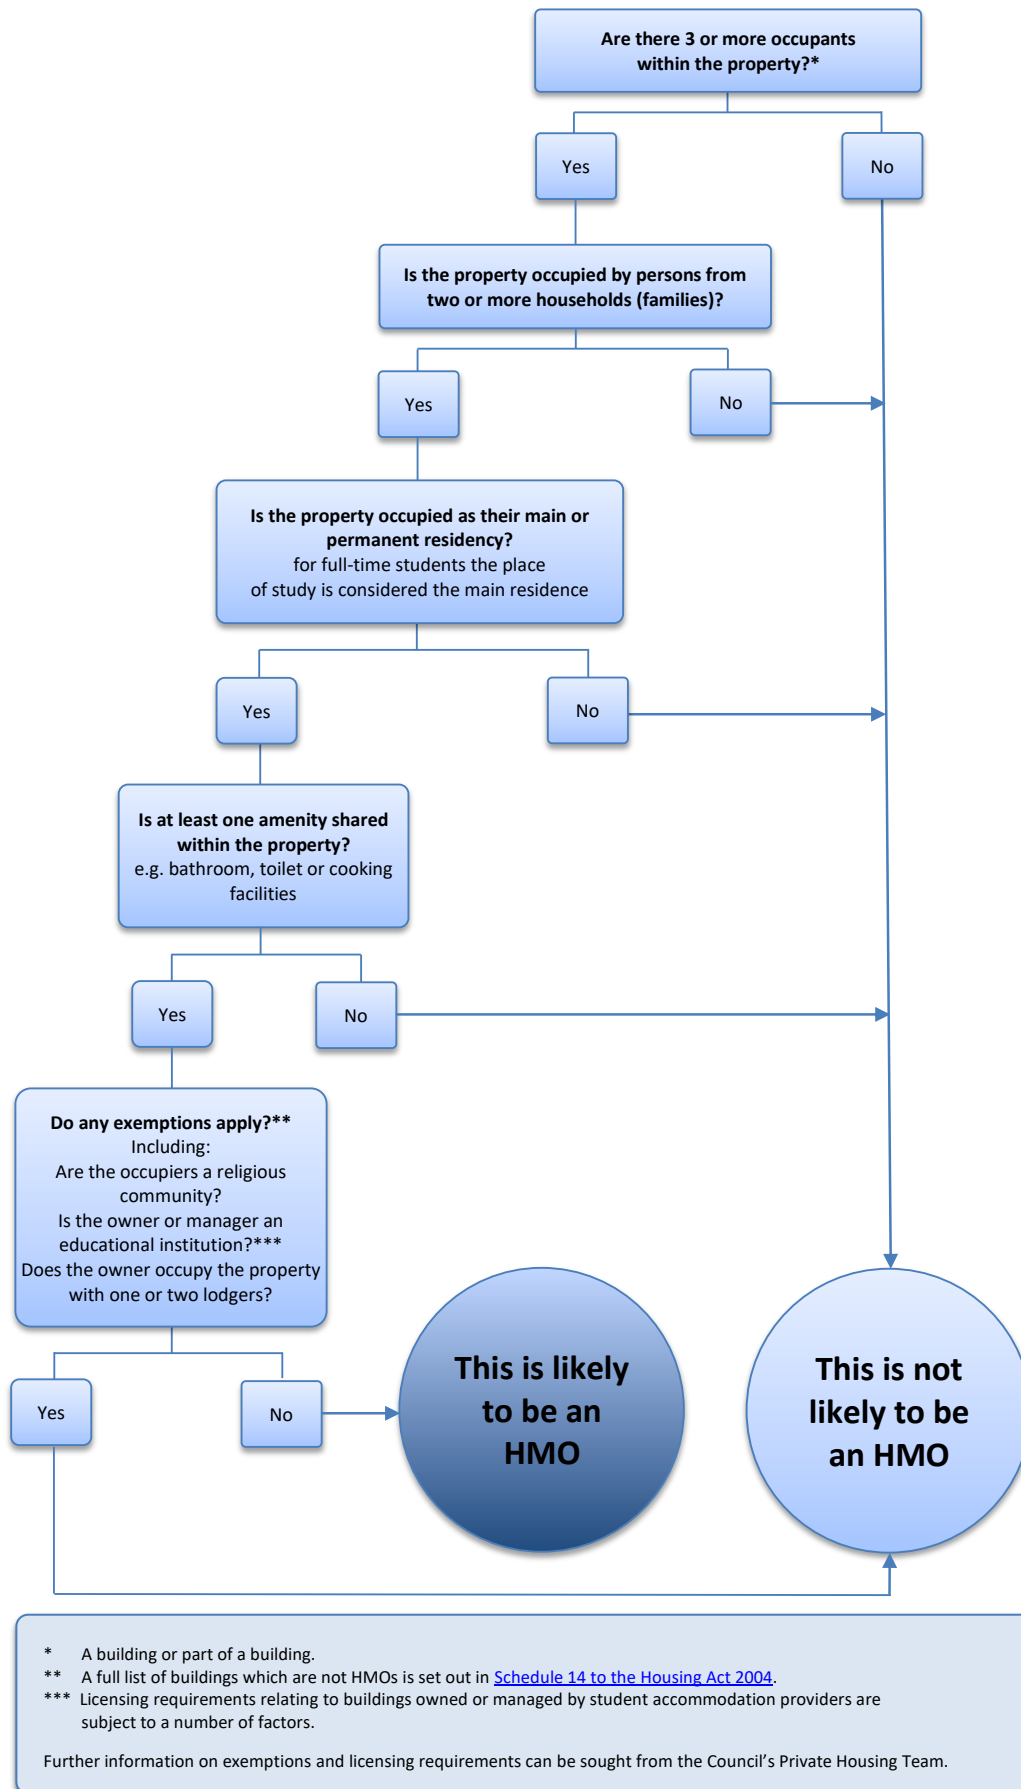 Are there 3 or more occupants
within the property?*
Yes
No
Is the property occupied by persons from
two or more households (families)?
Yes
No
Is the property occupied as their main or
permanent residency?
for full-time students the place
of study is considered the main residence
Yes
No
Is at least one amenity shared
within the property?
e.g. bathroom, toilet or cooking
facilities
Yes
No
Do any exemptions apply?**
Including:
Are the occupiers a religious
community?
Is the owner or manager an
educational institution?***
Does the owner occupy the property
with one or two lodgers?
Yes
No
This is likely
to be an
HMO
This is not
likely to be
an HMO
* A building or part of a building.
** A full list of buildings which are not HMOs is set out in Schedule 14 to the Housing Act 2004.
*** Licensing requirements relating to buildings owned or managed by student accommodation providers are
subject to a number of factors.
Further information on exemptions and licensing requirements can be sought from the Council's Private Housing Team.